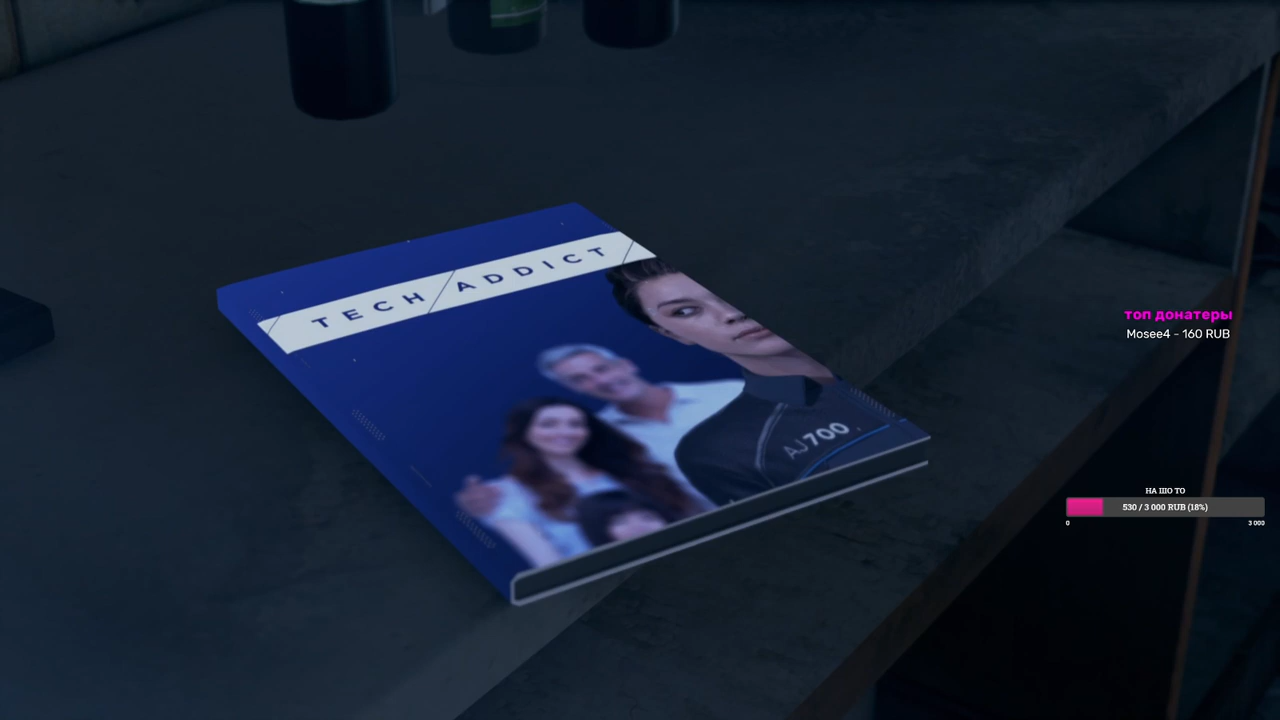 TECH ADDICT
AJ700
топ донатеры
Mosee4 - 160 RUB
НА ШО ТО
530 / 3 000 RUB (18%)
0
3 000